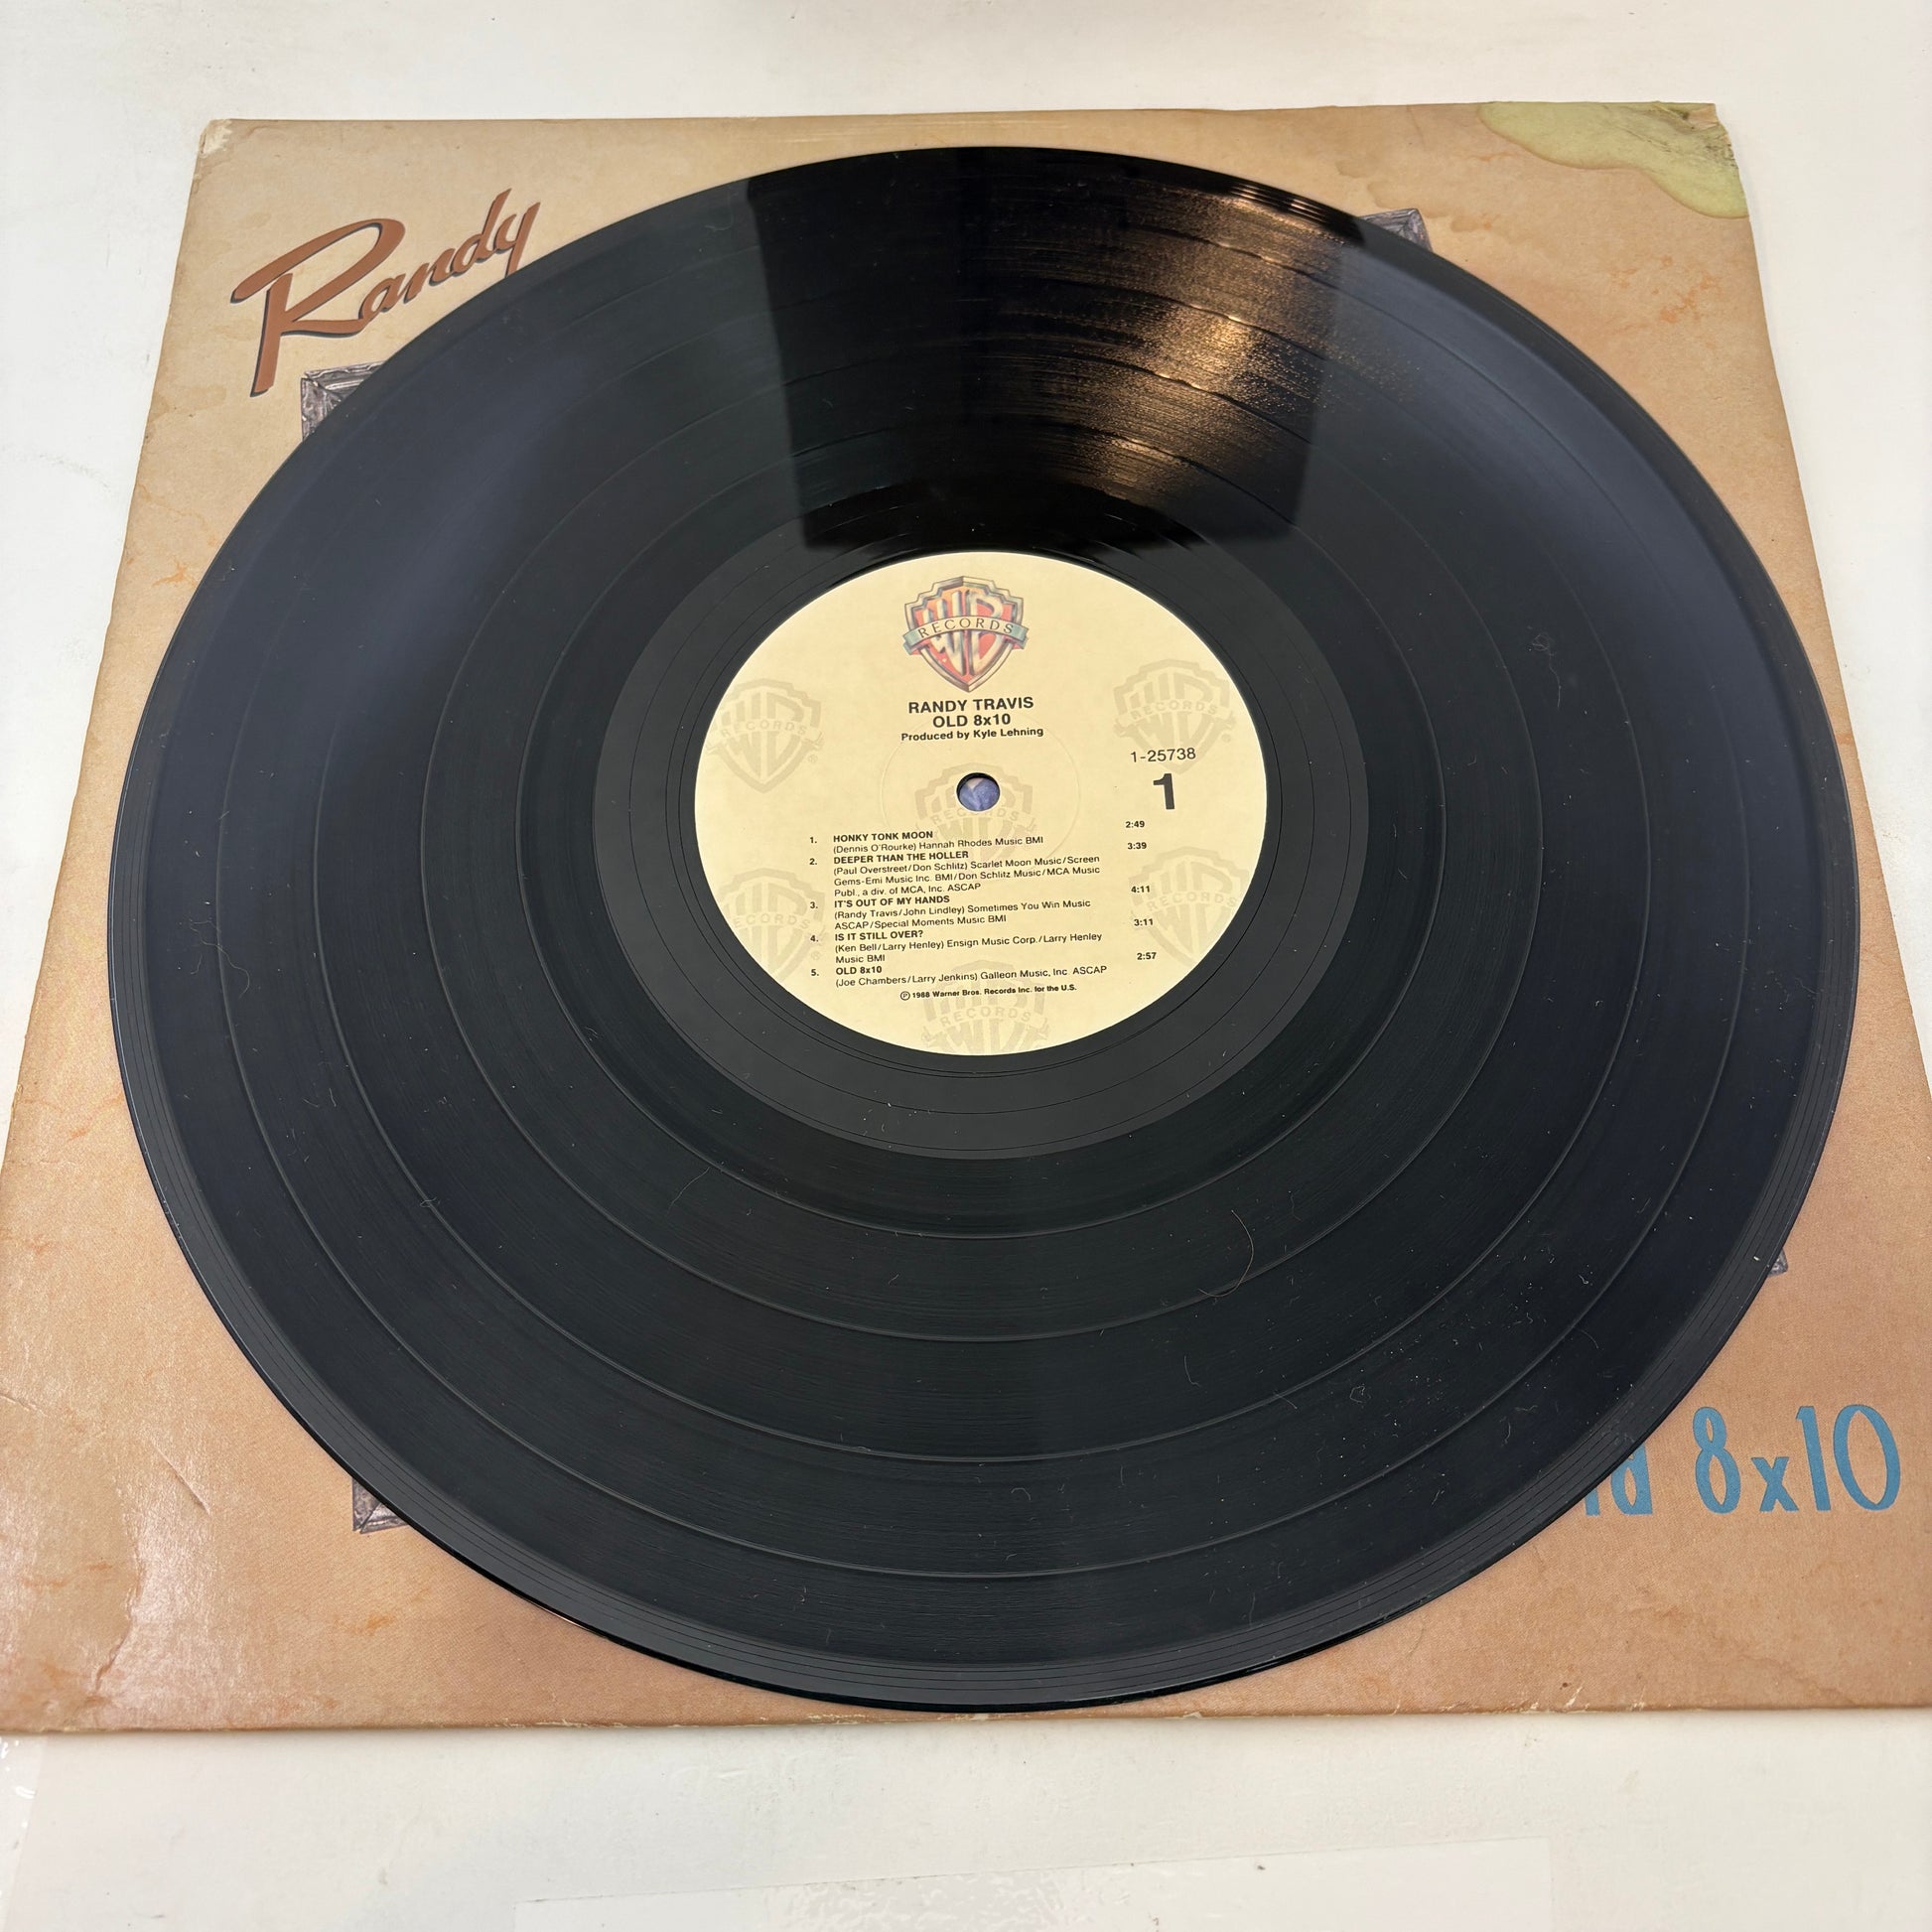 Randy
WB
RECORDS
RANDY TRAVIS
OLD 8x10
Produced by Kyle Lehning
1-25738
1
1. HONKY TONK MOON 2:49
(Dennis O'Rourke) Hannah Rhodes Music BMI
2. DEEPER THAN THE HOLLER 3:39
(Paul Overstreet/Don Schlitz) Scarlet Moon Music/Screen
Gems-Emi Music Inc. BMI/Don Schlitz Music/MCA Music
Publ., a div. of MCA, Inc. ASCAP
3. IT'S OUT OF MY HANDS 4:11
(Randy Travis/John Lindley) Sometimes You Win Music
ASCAP/Special Moments Music BMI
4. IS IT STILL OVER? 3:11
(Ken Bell/Larry Henley) Ensign Music Corp./Larry Henley
Music BMI
5. OLD 8x10 2:57
(Joe Chambers/Larry Jenkins) Galleon Music, Inc. ASCAP
℗ 1988 Warner Bros. Records Inc. for the U.S.
8x10